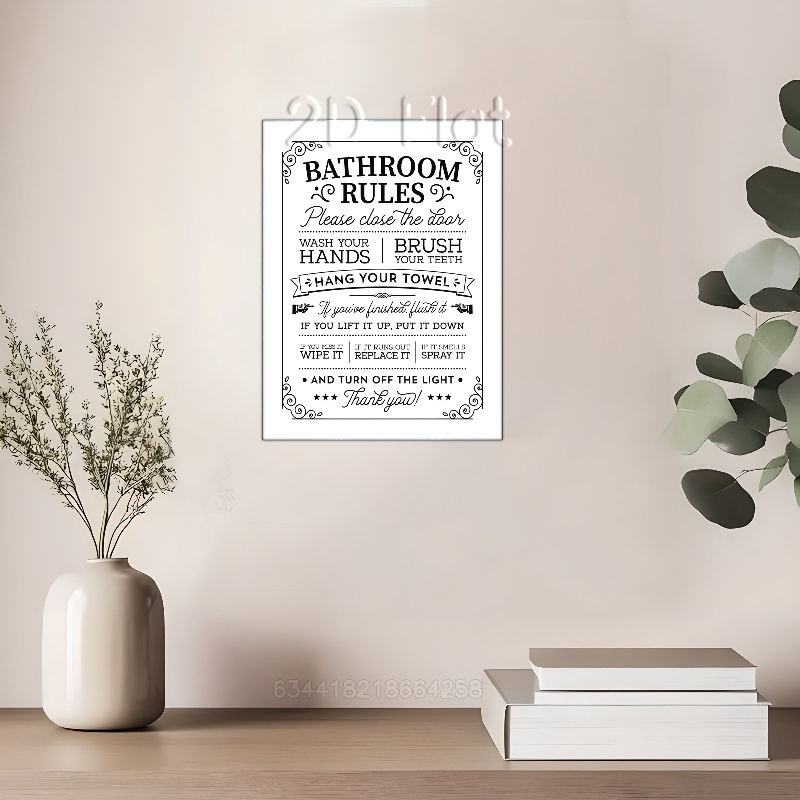 2D Flat
BATHROOM
RULES
Please close the door
WASH YOUR HANDS | BRUSH YOUR TEETH
HANG YOUR TOWEL
If you've finished, flush it
IF YOU LIFT IT UP, PUT IT DOWN
IF YOU MISS IT WIPE IT | IF IT RUNS OUT REPLACE IT | IF IT SMELLS SPRAY IT
• AND TURN OFF THE LIGHT •
★★★ Thank you! ★★★
634418218664258